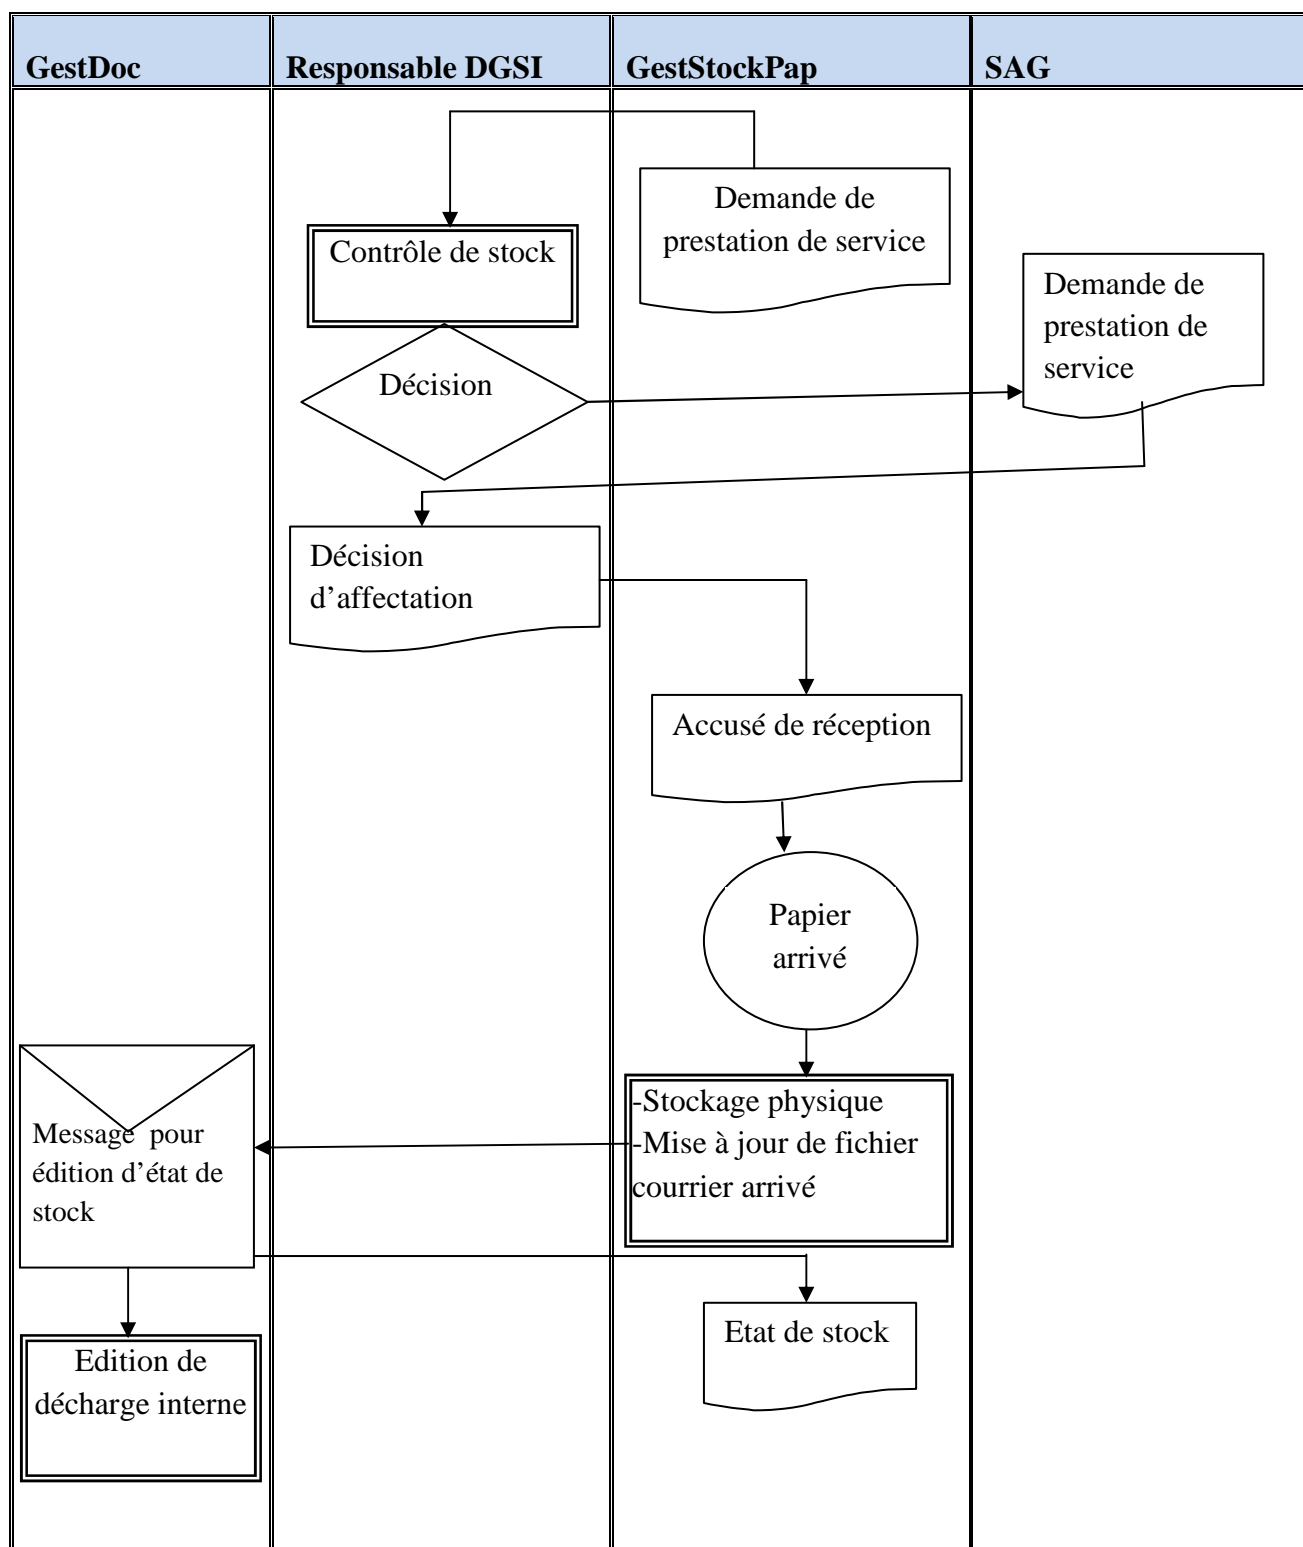 GestDoc
Responsable DGSI
GestStockPap
SAG
Demande de
prestation de service
Contrôle de stock
Demande de
prestation de
service
Décision
Décision
d’affectation
Accusé de réception
Papier
arrivé
-Stockage physique
-Mise à jour de fichier
courrier arrivé
Message pour
édition d’état de
stock
Etat de stock
Edition de
décharge interne